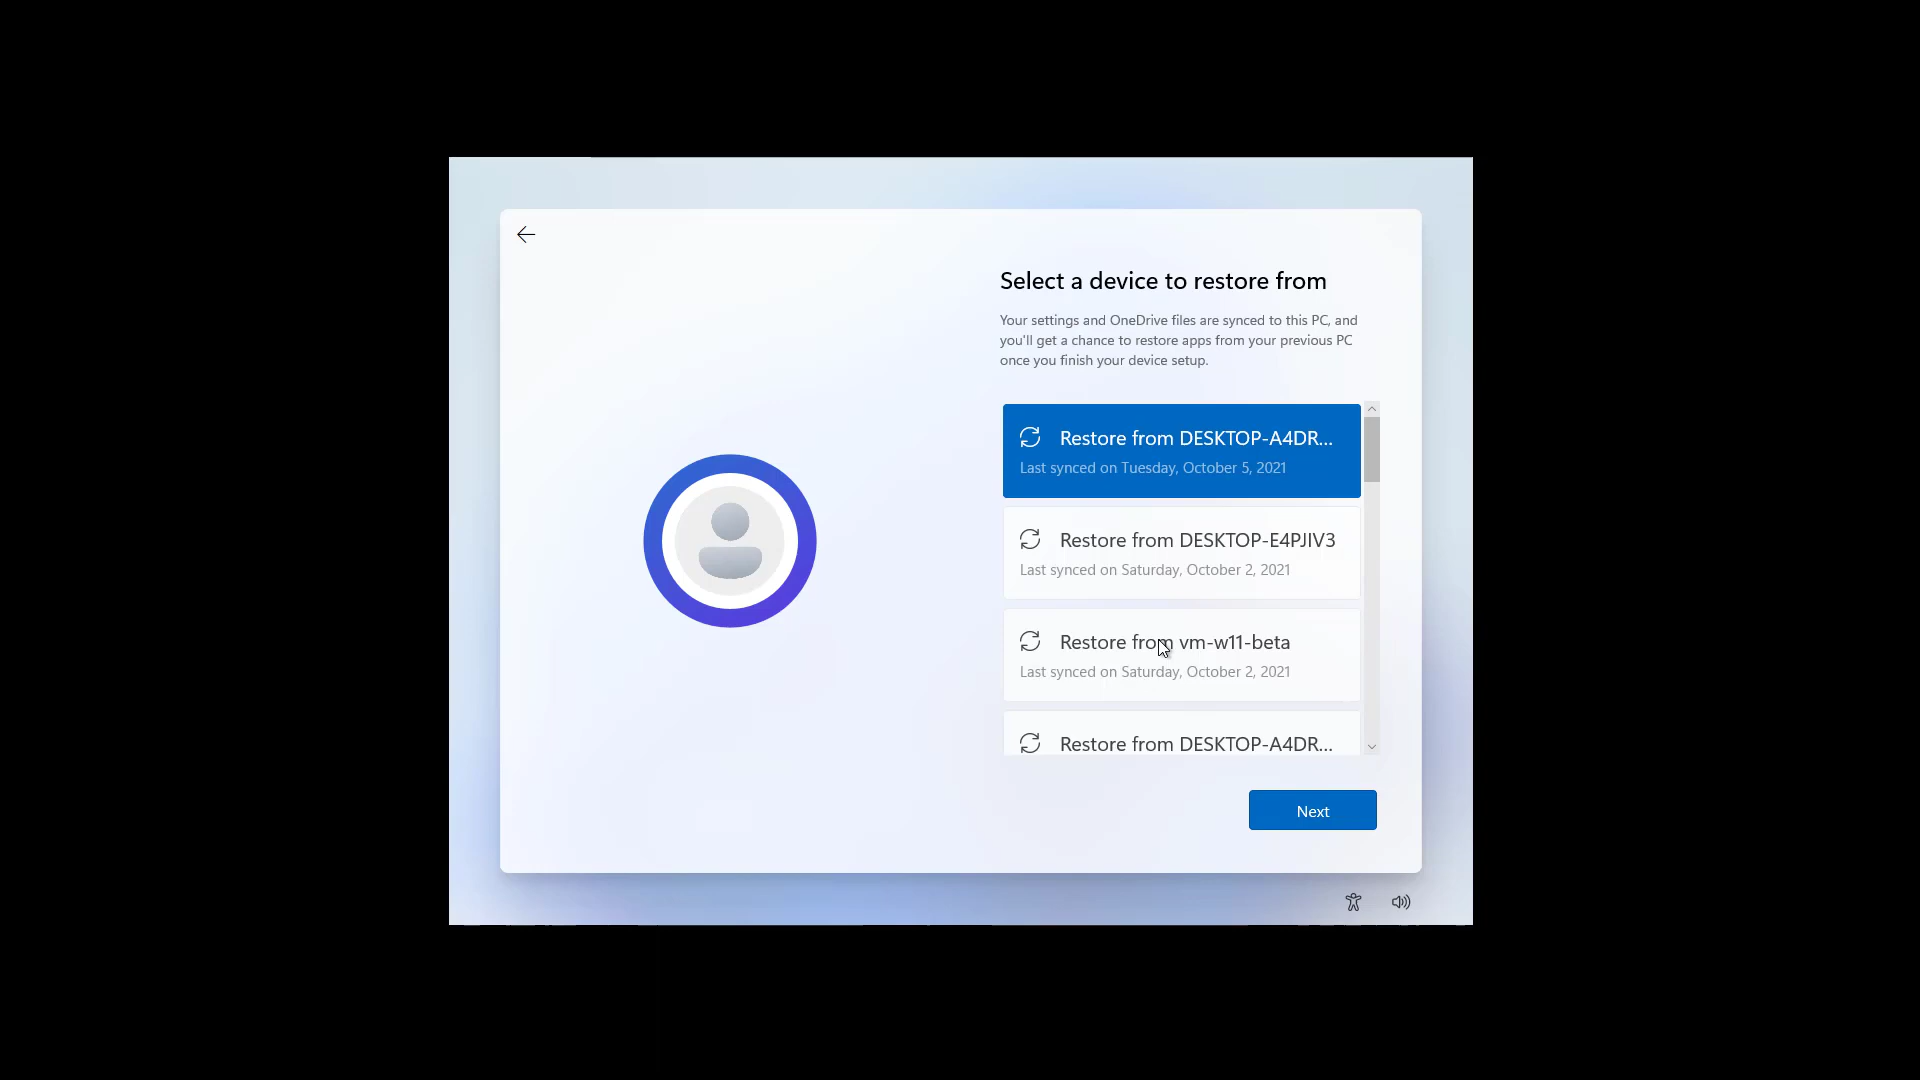 Select a device to restore from
Your settings and OneDrive files are synced to this PC, and
you'll get a chance to restore apps from your previous PC
once you finish your device setup.
Restore from DESKTOP-A4DR...
Last synced on Tuesday, October 5, 2021
Restore from DESKTOP-E4PJIV3
Last synced on Saturday, October 2, 2021
Restore from vm-w11-beta
Last synced on Saturday, October 2, 2021
Restore from DESKTOP-A4DR...
Next